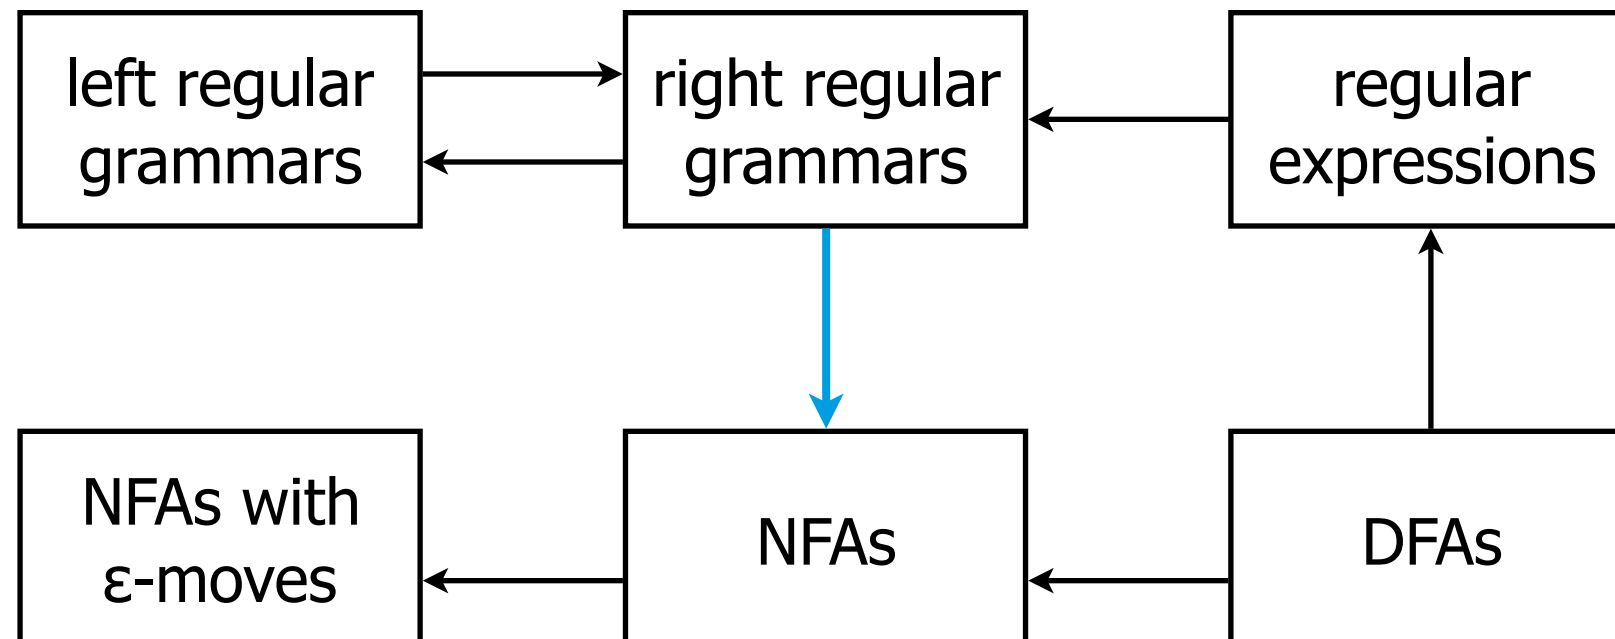 left regular
grammars
right regular
grammars
regular
expressions
NFAs with
ε-moves
NFAs
DFAs